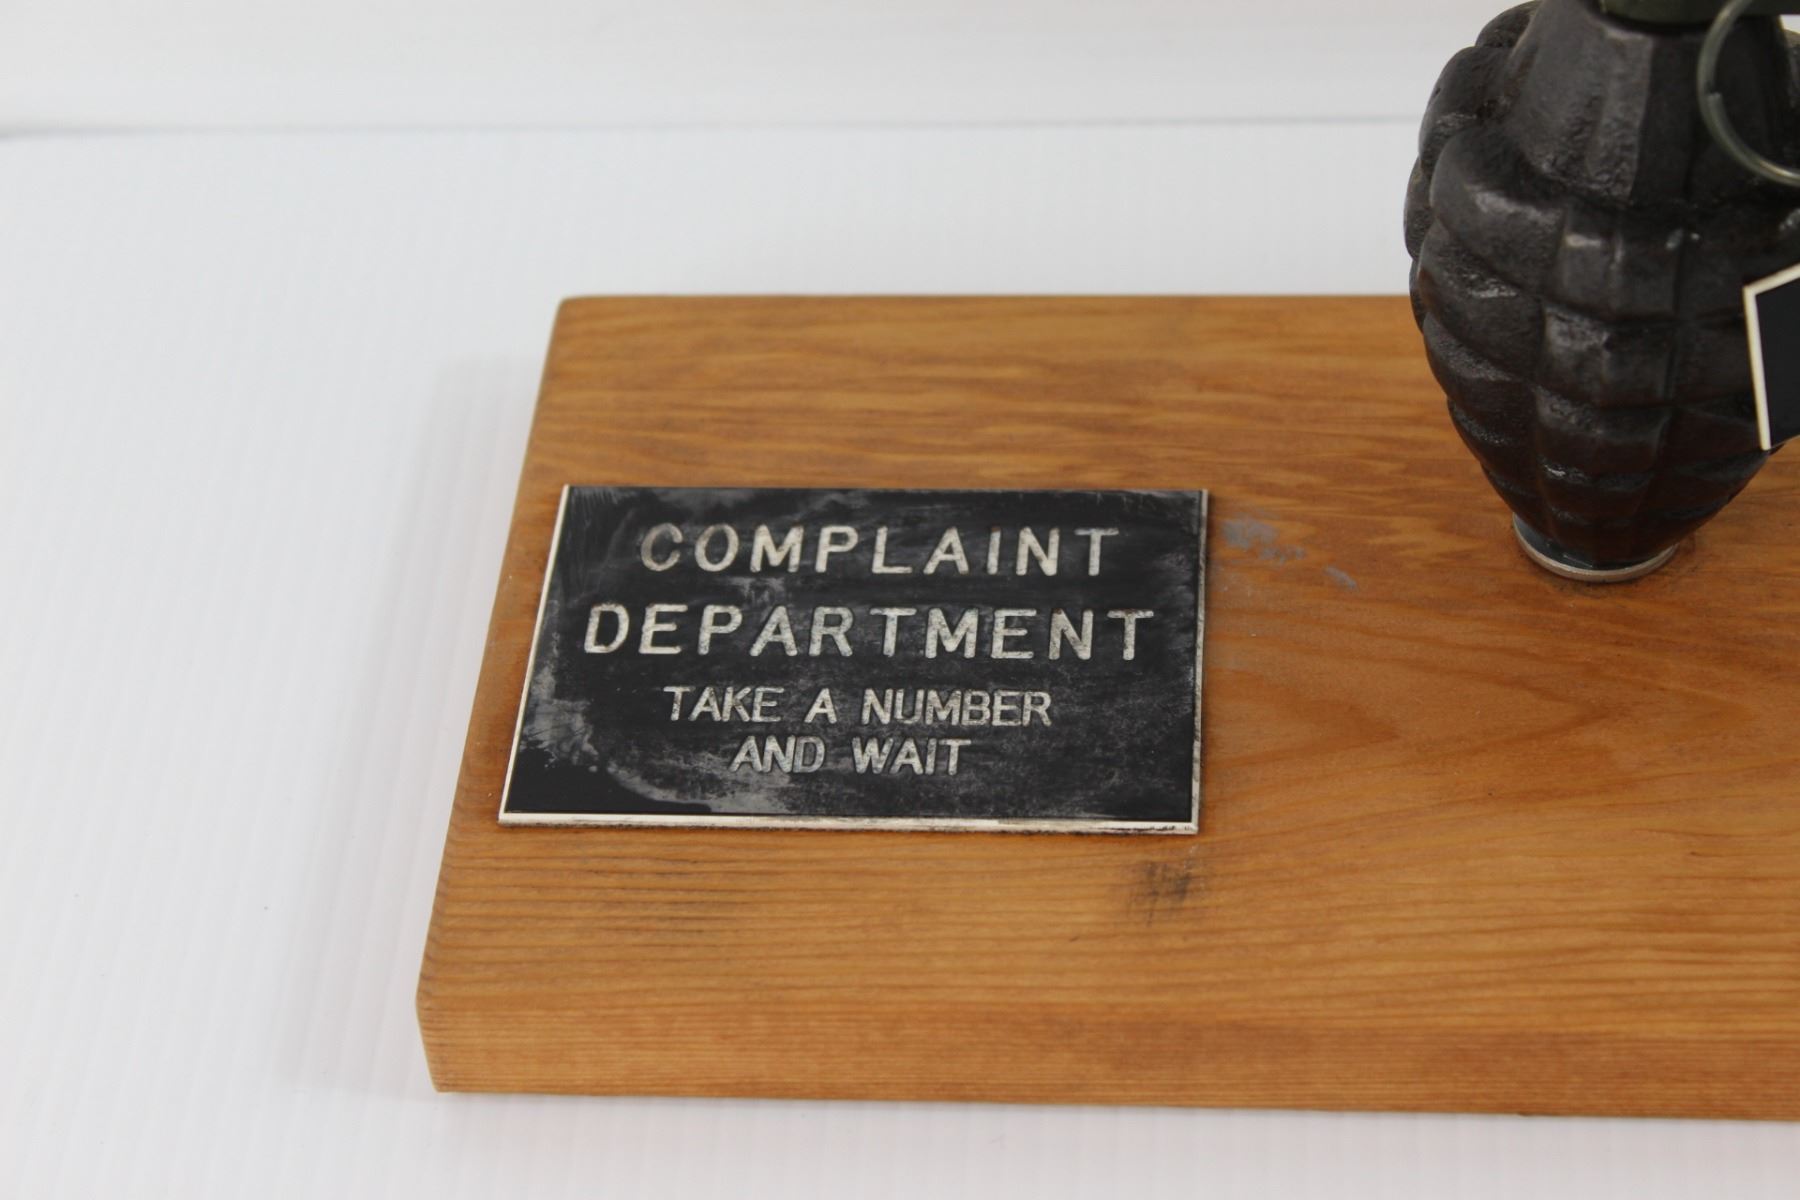 COMPLAINT
DEPARTMENT
TAKE A NUMBER
AND WAIT